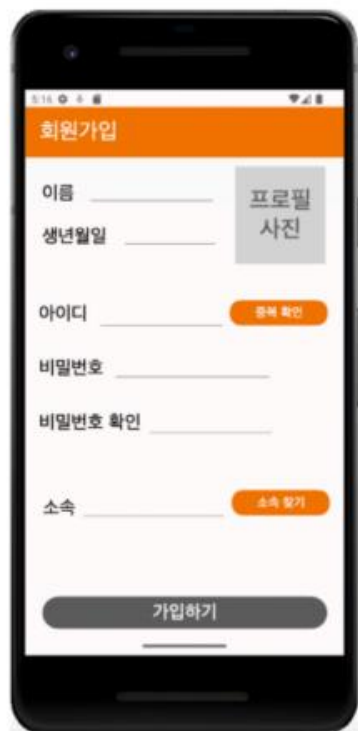 5:16
회원가입
이름
프로필
사진
생년월일
아이디
중복 확인
비밀번호
비밀번호 확인
소속
소속 찾기
가입하기